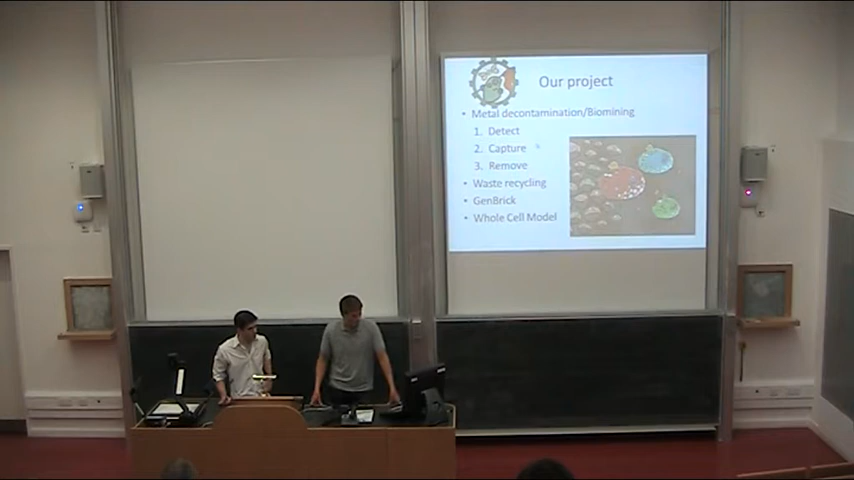 Our project
• Metal decontamination/Biomining
1. Detect
2. Capture
3. Remove
• Waste recycling
• GenBrick
• Whole Cell Model